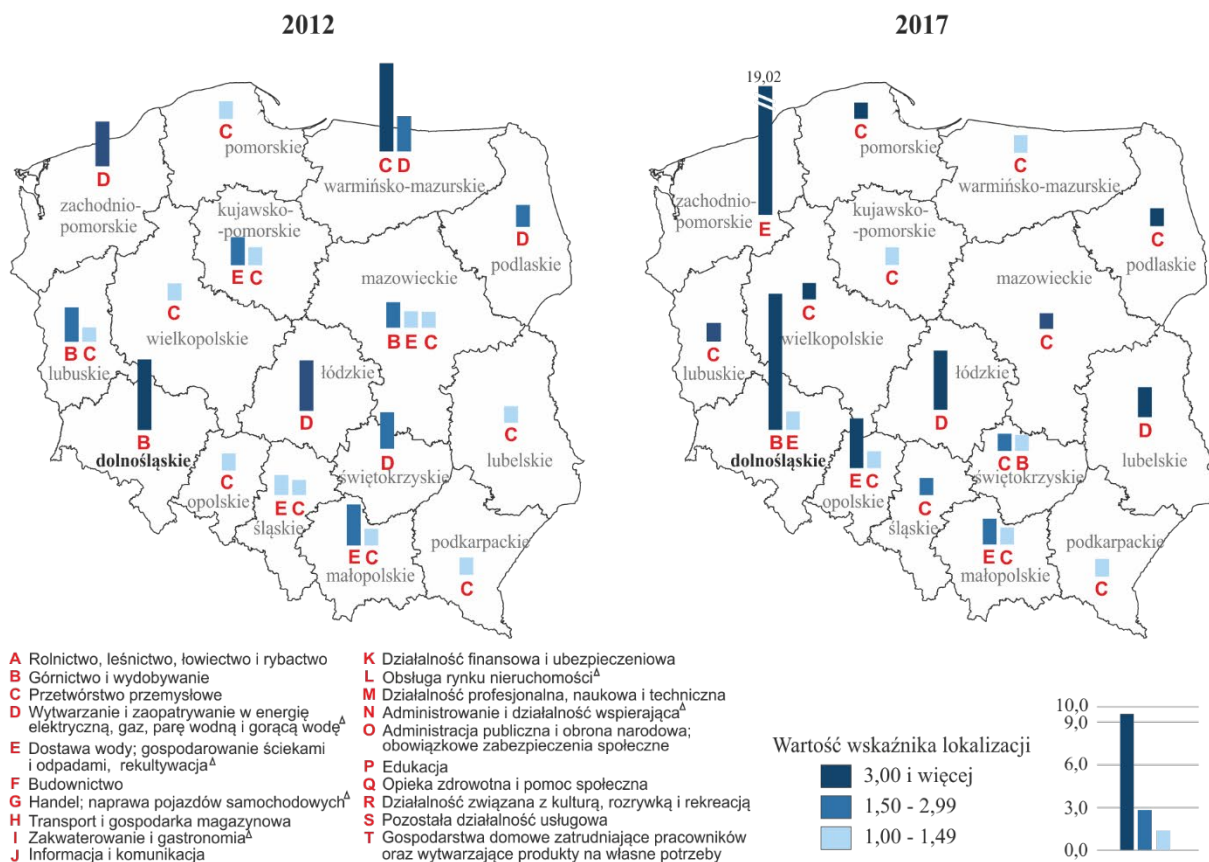 2012
C
pomorskie
D
zachodnio-
pomorskie
C D
warmińsko-mazurskie
kujawsko-
-pomorskie
E C
D
podlaskie
mazowieckie
B E C
C
wielkopolskie
B C
lubuskie
B
dolnośląskie
łódzkie
D
C
lubelskie
D
świętokrzyskie
C
opolskie
E C
śląskie
E C
małopolskie
podkarpackie
C
2017
19,02
E
zachodnio-
pomorskie
C
pomorskie
C
warmińsko-mazurskie
kujawsko-
-pomorskie
C
C
podlaskie
mazowieckie
C
C
wielkopolskie
C
lubuskie
B E
dolnośląskie
łódzkie
D
D
lubelskie
C B
świętokrzyskie
E C
opolskie
C
śląskie
E C
małopolskie
podkarpackie
C
A Rolnictwo, leśnictwo, łowiectwo i rybactwo
B Górnictwo i wydobywanie
C Przetwórstwo przemysłowe
D Wytwarzanie i zaopatrywanie w energię
elektryczną, gaz, parę wodną i gorącą wodę Δ
E Dostawa wody; gospodarowanie ściekami
i odpadami, rekultywacja Δ
F Budownictwo
G Handel; naprawa pojazdów samochodowych Δ
H Transport i gospodarka magazynowa
I Zakwaterowanie i gastronomia Δ
J Informacja i komunikacja
K Działalność finansowa i ubezpieczeniowa
L Obsługa rynku nieruchomości Δ
M Działalność profesjonalna, naukowa i techniczna
N Administrowanie i działalność wspierająca Δ
O Administracja publiczna i obrona narodowa;
obowiązkowe zabezpieczenia społeczne
P Edukacja
Q Opieka zdrowotna i pomoc społeczna
R Działalność związana z kulturą, rozrywką i rekreacją
S Pozostała działalność usługowa
T Gospodarstwa domowe zatrudniające pracowników
oraz wytwarzające produkty na własne potrzeby
Wartość wskaźnika lokalizacji
3,00 i więcej
1,50 - 2,99
1,00 - 1,49
10,0
9,0
6,0
3,0
0,0